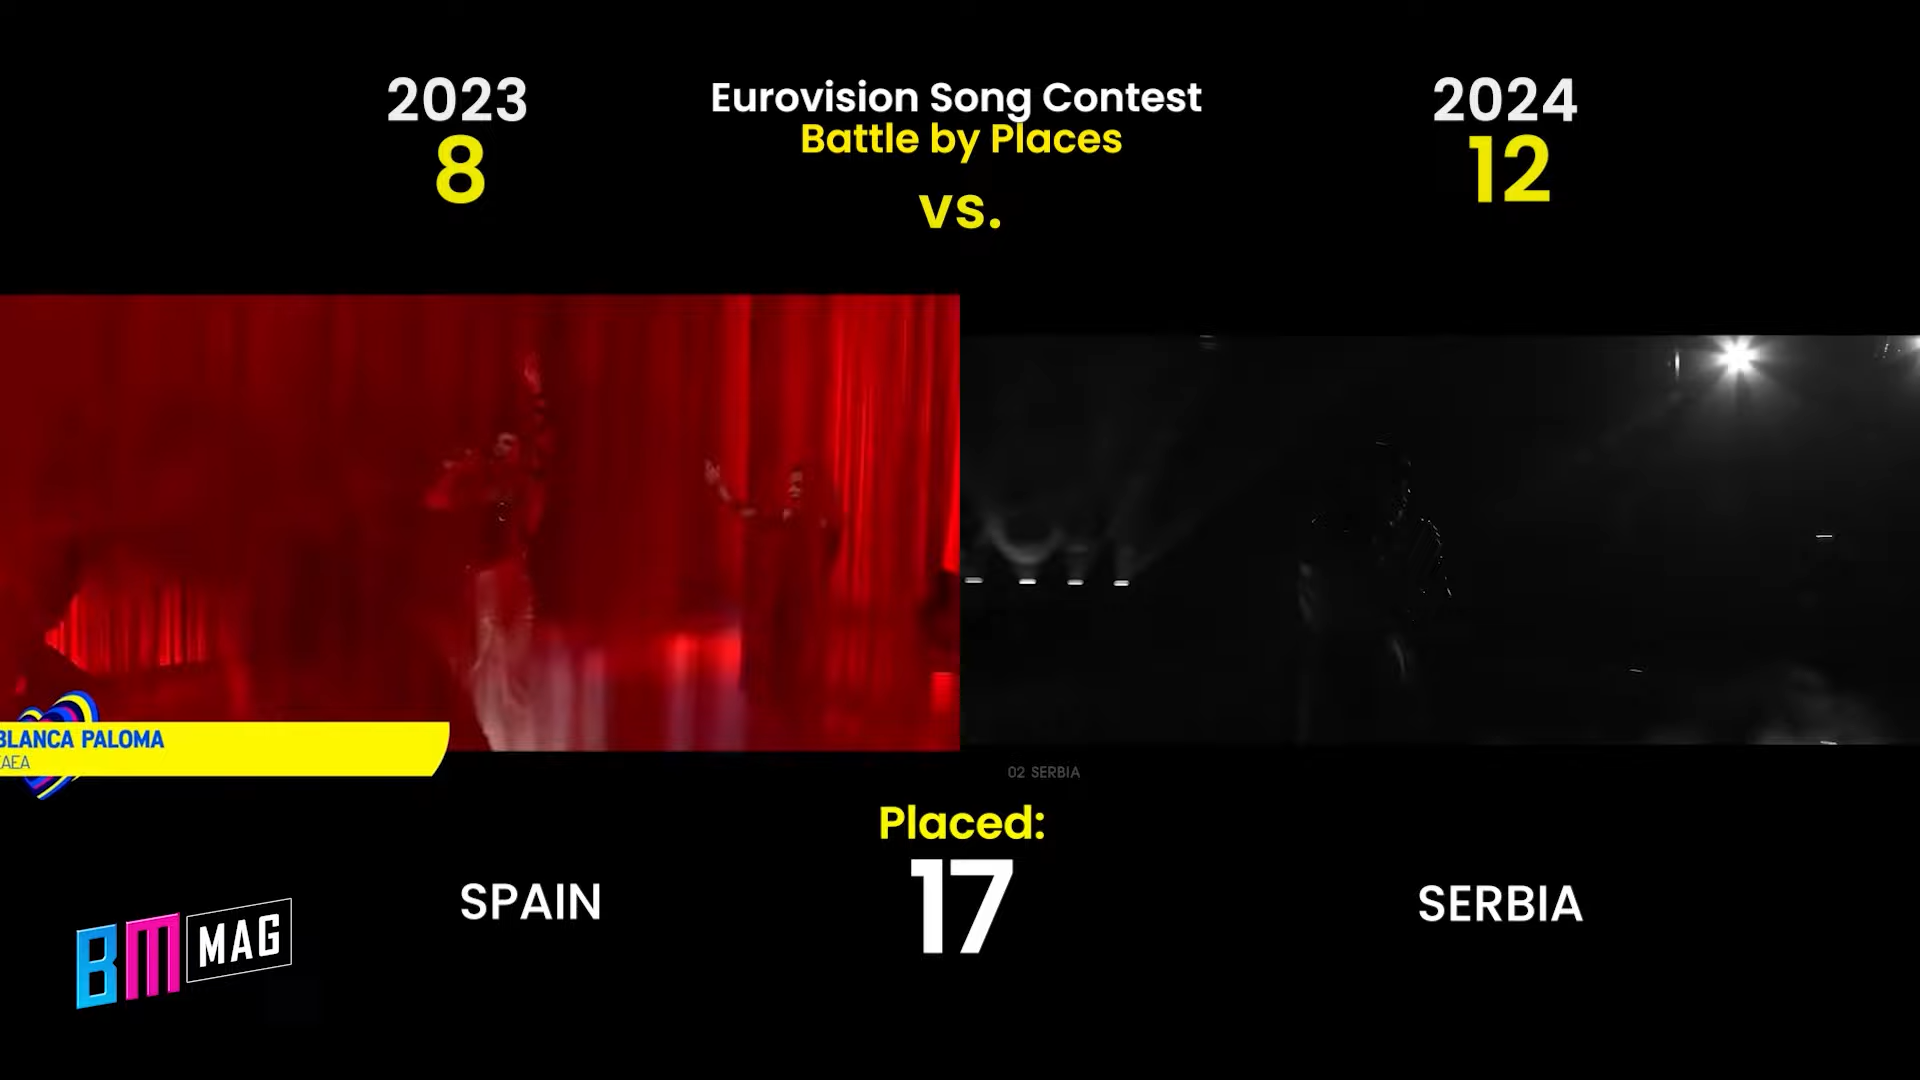 2023
8
Eurovision Song Contest
Battle by Places
vs.
2024
12
BLANCA PALOMA
EAEA
02 SERBIA
Placed:
17
SPAIN
SERBIA
BM MAG